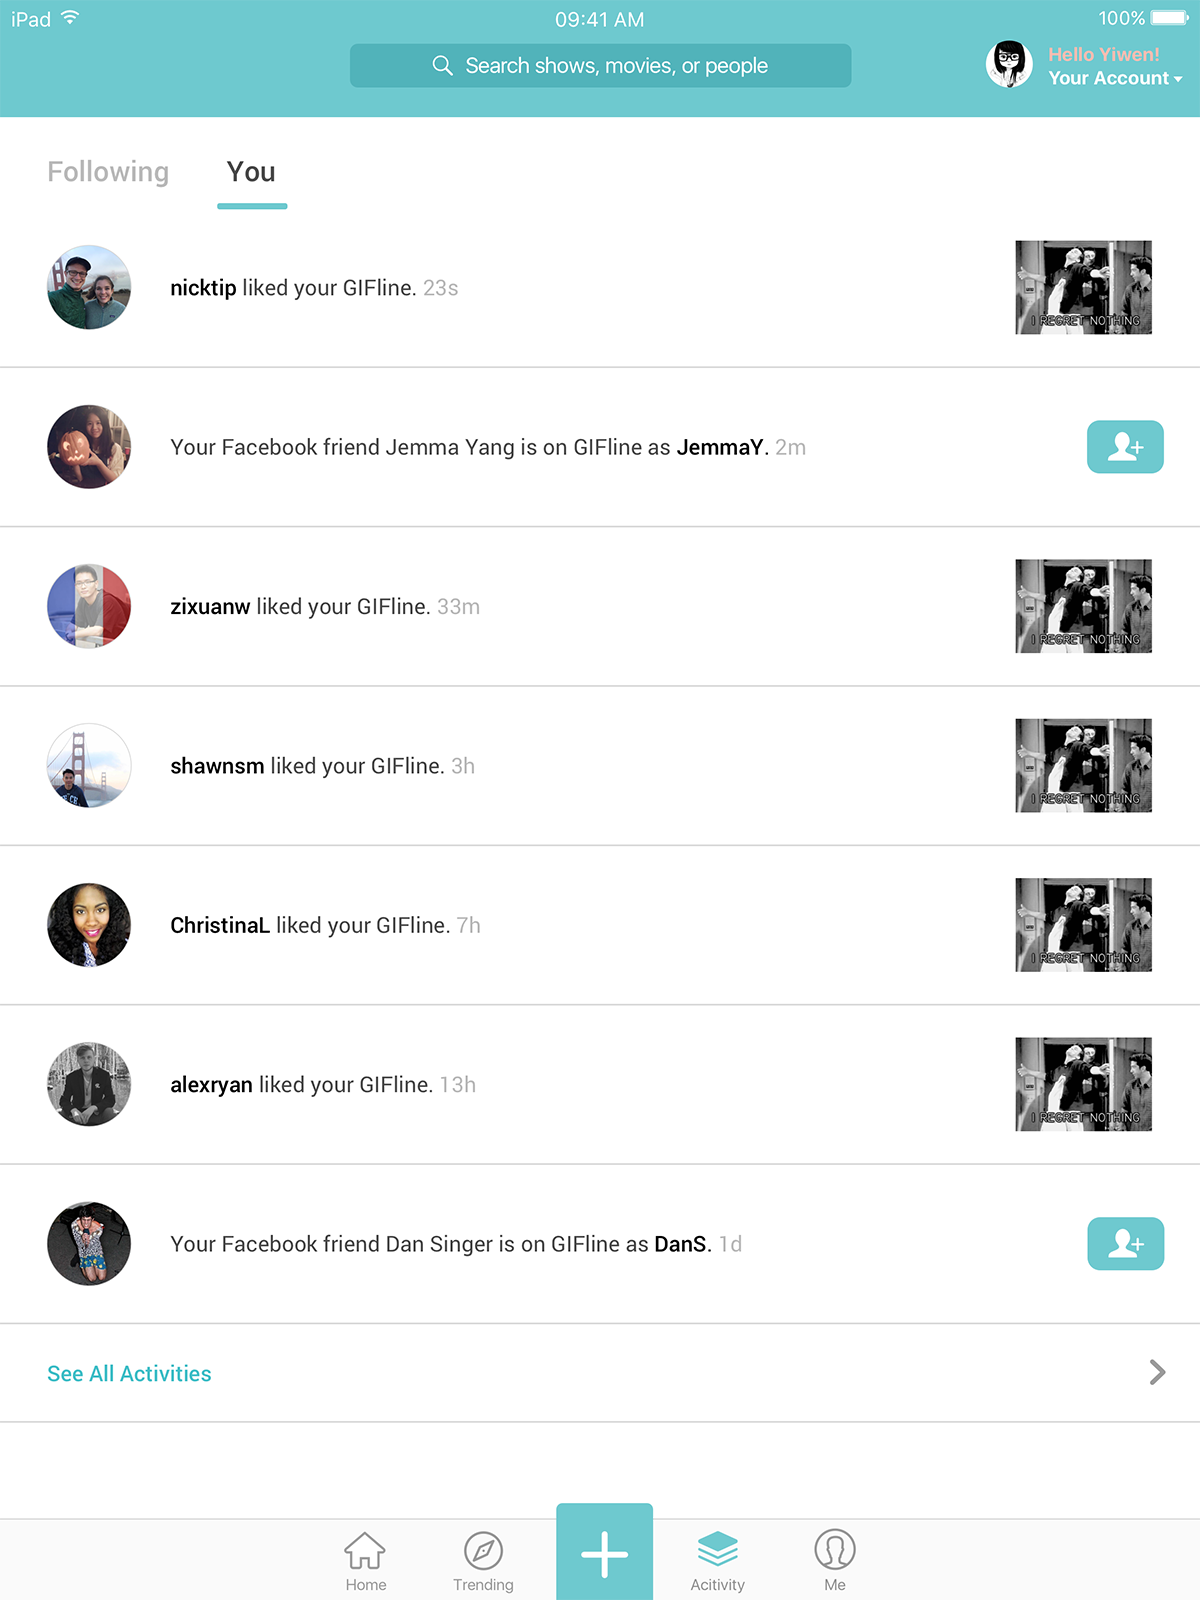 iPad 09:41 AM 100%
Search shows, movies, or people
Hello Yiwen!
Your Account
Following You
nicktip liked your GIFline. 23s
I REGRET NOTHING
Your Facebook friend Jemma Yang is on GIFline as JemmaY. 2m
zixuanw liked your GIFline. 33m
I REGRET NOTHING
shawnsm liked your GIFline. 3h
I REGRET NOTHING
ChristinaL liked your GIFline. 7h
I REGRET NOTHING
alexryan liked your GIFline. 13h
I REGRET NOTHING
Your Facebook friend Dan Singer is on GIFline as DanS. 1d
See All Activities
Home Trending Acitivity Me